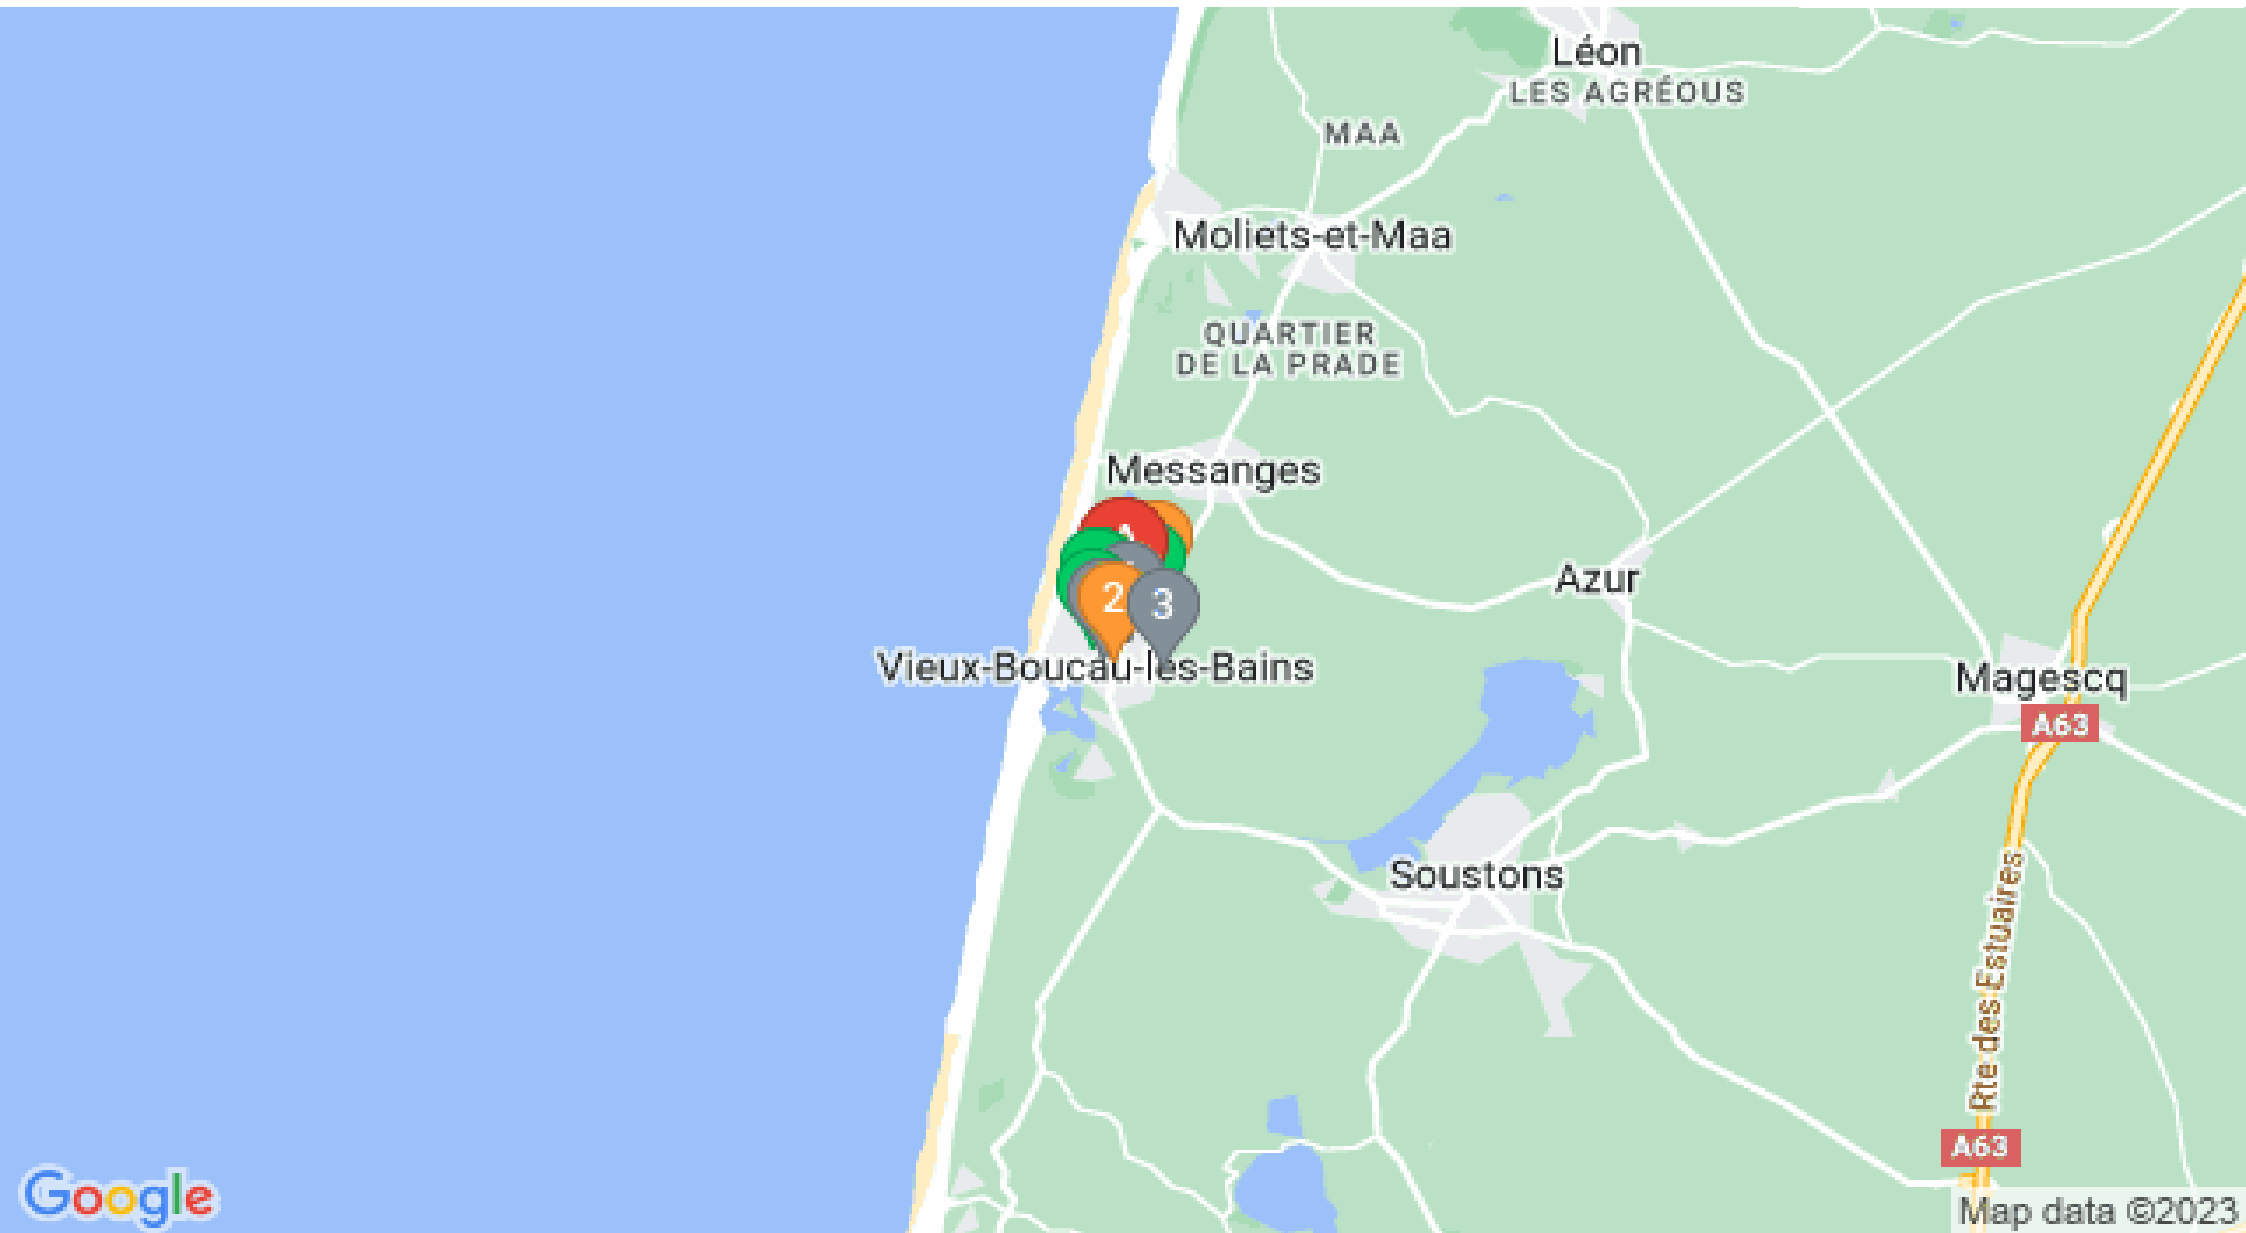 Léon
LES AGRÉOUS
MAA
Moliets-et-Maa
QUARTIER
DE LA PRADE
Messanges
2
3
Azur
Vieux-Boucau-les-Bains
Magescq
A63
Soustons
Rte des Estuaires
A63
Google
Map data ©2023